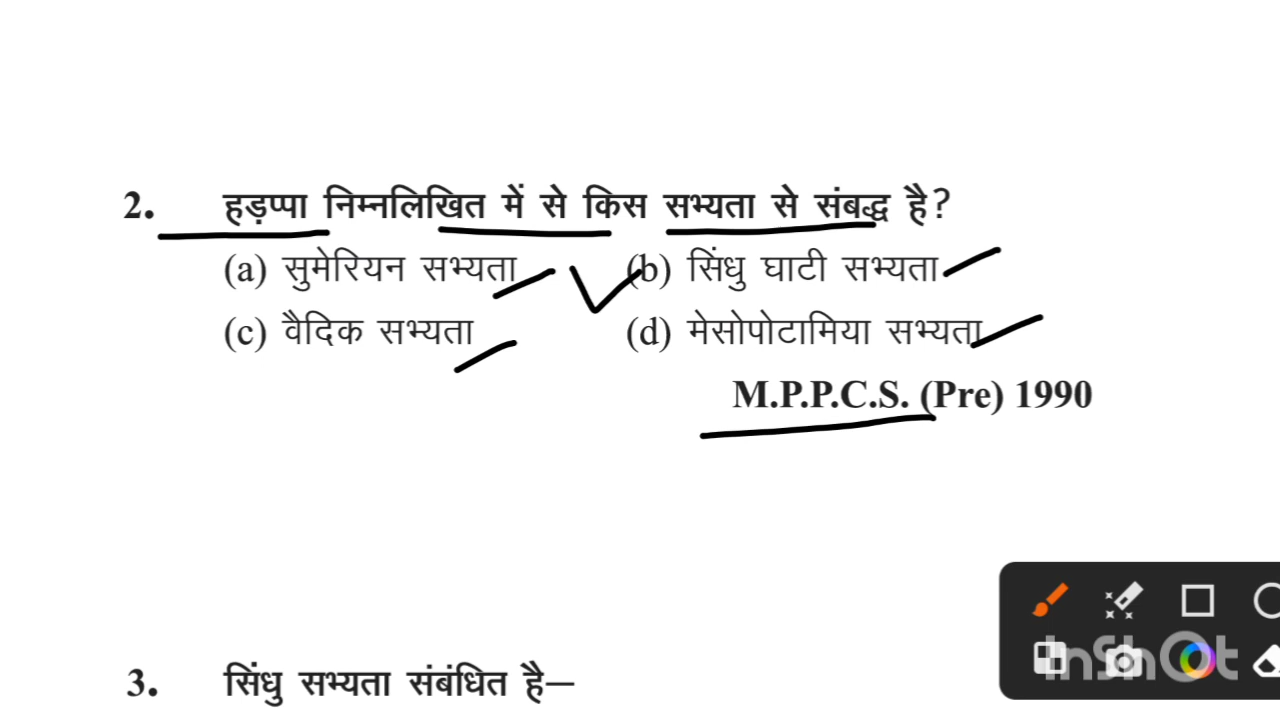 2. हड़प्पा निम्नलिखित में से किस सभ्यता से संबद्ध है?
(a) सुमेरियन सभ्यता (b) सिंधु घाटी सभ्यता
(c) वैदिक सभ्यता (d) मेसोपोटामिया सभ्यता
M.P.P.C.S. (Pre) 1990
InShOt
3. सिंधु सभ्यता संबंधित है—